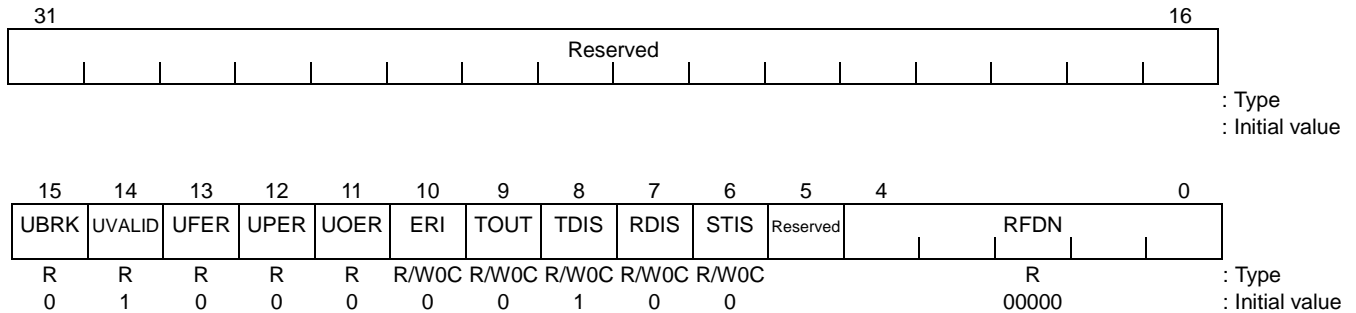 31 16
Reserved
: Type
: Initial value
15 14 13 12 11 10 9 8 7 6 5 4 0
UBRK UVALID UFER UPER UOER ERI TOUT TDIS RDIS STIS Reserved RFDN
R R R R R R/W0C R/W0C R/W0C R/W0C R/W0C R : Type
0 1 0 0 0 0 0 1 0 0 00000 : Initial value